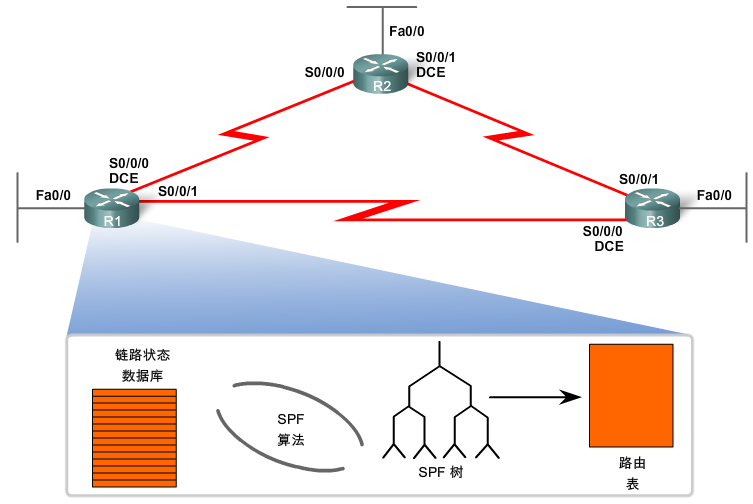 Fa0/0
S0/0/0
S0/0/1
DCE
R2
S0/0/0
DCE
S0/0/1
Fa0/0
R1
S0/0/1
Fa0/0
R3
S0/0/0
DCE
链路状态
数据库
SPF
算法
SPF 树
路由
表